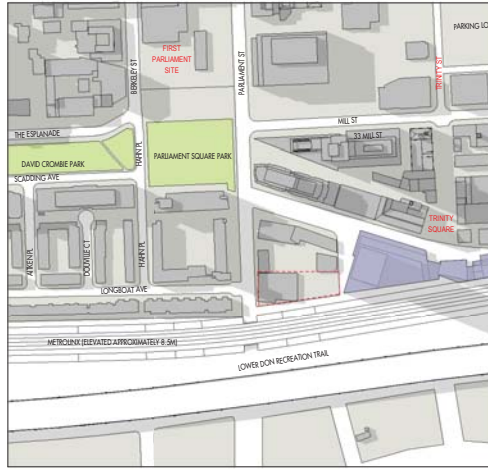 PARKING LO
FIRST
PARLIAMENT
SITE
BERKELEY ST
PARLIAMENT ST
TRINITY ST
MILL ST
THE ESPLANADE
33 MILL ST
HAHN PL
PARLIAMENT SQUARE PARK
DAVID CROMBIE PARK
SCADDING AVE
TRINITY
SQUARE
AITKEN PL
DOUVILLE CT
HAHN PL
LONGBOAT AVE
METROLINX (ELEVATED APPROXIMATELY 8.5M)
LOWER DON RECREATION TRAIL